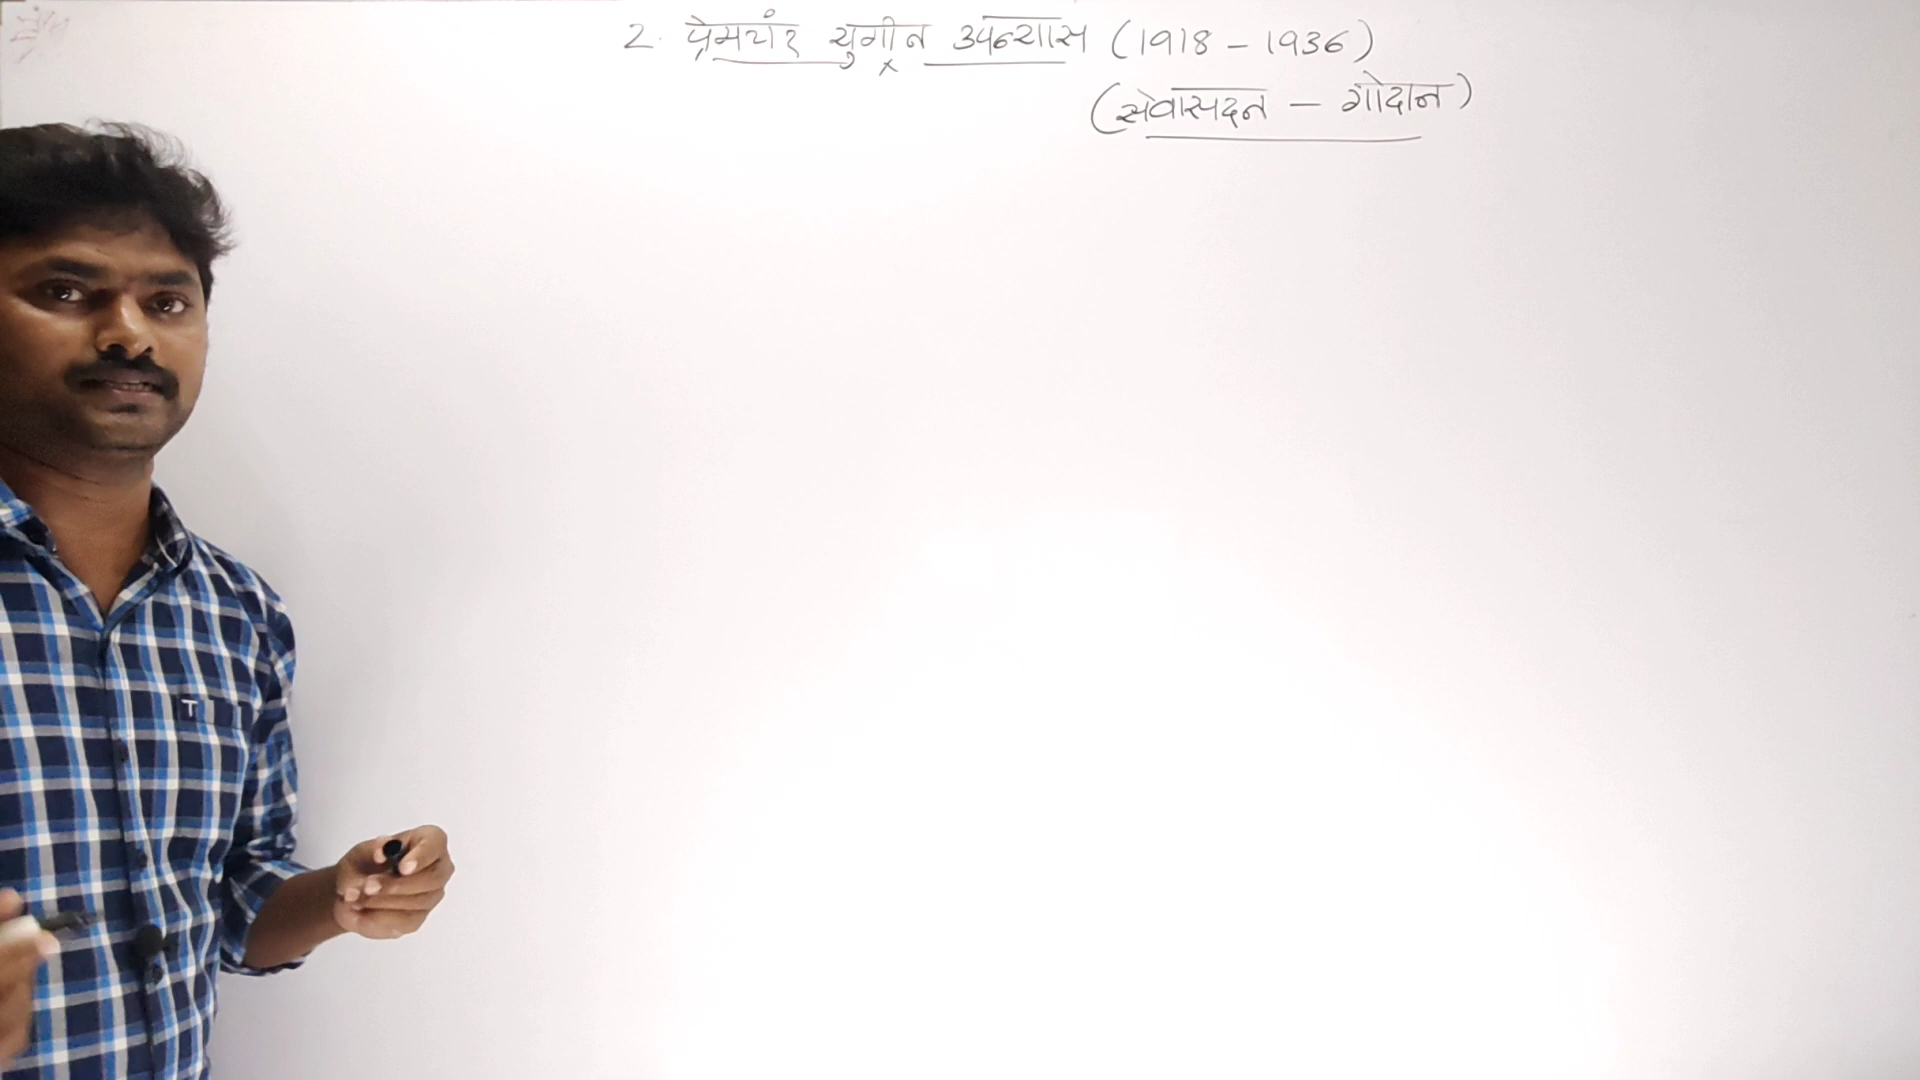 2. प्रेमचंद युगीन उपन्यास (1918 - 1936)
(सेवासदन - गोदान)
T